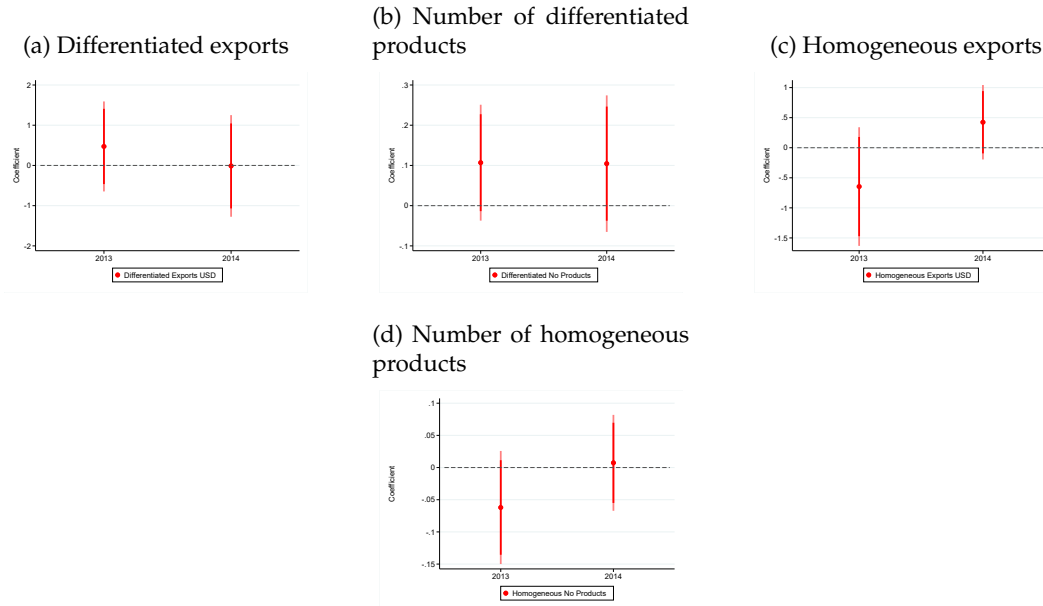 (a) Differentiated exports
2
1
0
-1
-2
Coefficient
2013 2014
Differentiated Exports USD
(b) Number of differentiated
products
.3
.2
.1
0
-.1
Coefficient
2013 2014
Differentiated No Products
(c) Homogeneous exports
1
.5
0
-.5
-1
-1.5
Coefficient
2013 2014
Homogeneous Exports USD
(d) Number of homogeneous
products
.1
.05
0
-.05
-.1
-.15
Coefficient
2013 2014
Homogeneous No Products